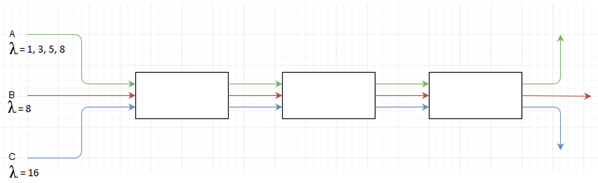 A
λ = 1, 3, 5, 8
B
λ = 8
C
λ = 16